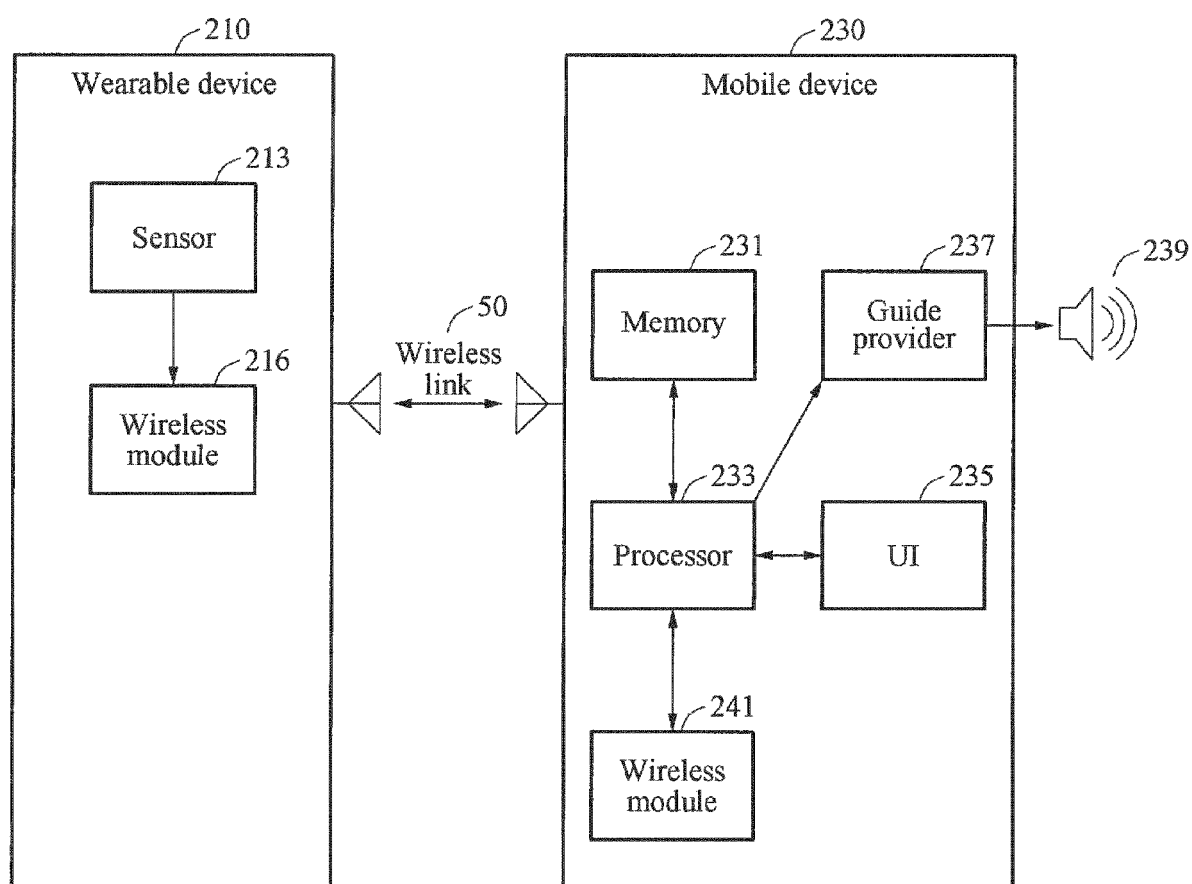 210
Wearable device
213
Sensor
216
Wireless
module
50
Wireless
link
230
Mobile device
231
Memory
237
Guide
provider
239
233
Processor
235
UI
241
Wireless
module